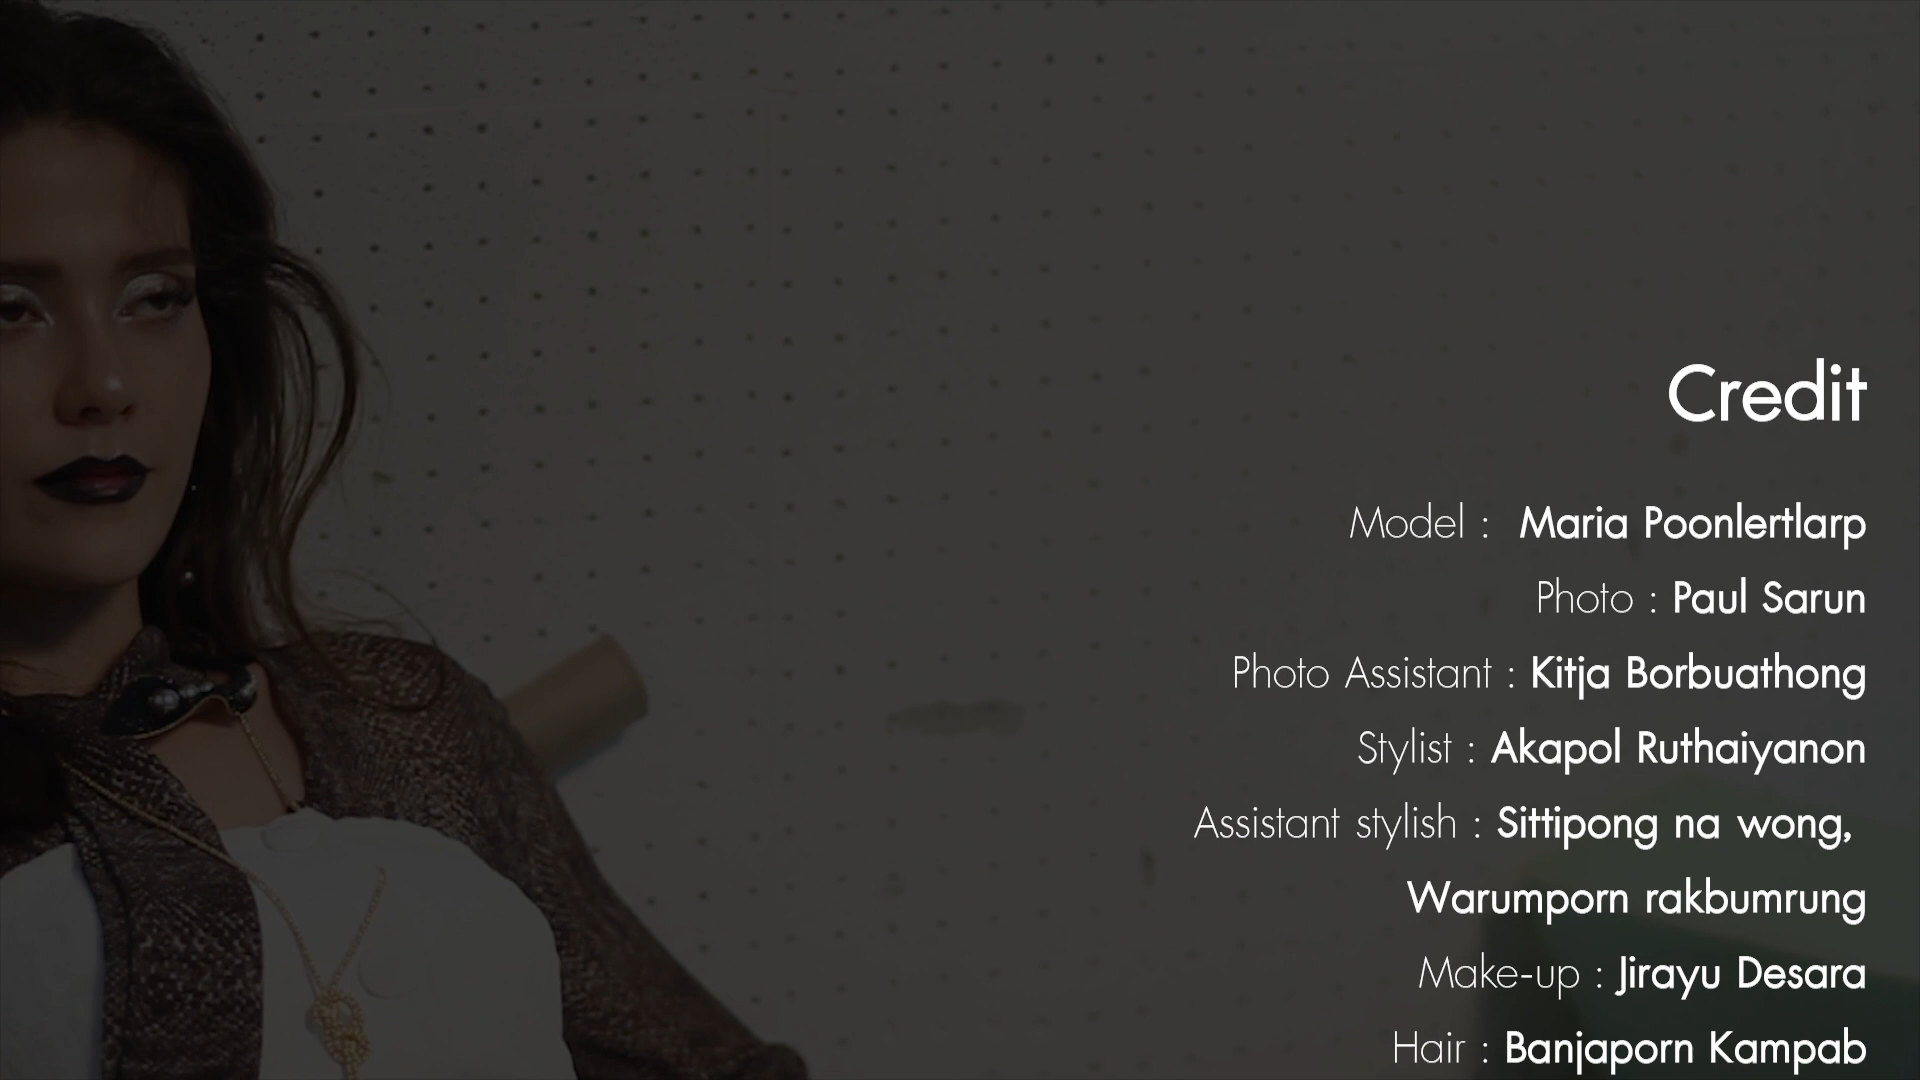 Credit
Model : Maria Poonlertlarp
Photo : Paul Sarun
Photo Assistant : Kitja Borbuathong
Stylist : Akapol Ruthaiyanon
Assistant stylish : Sittipong na wong,
Warumporn rakbumrung
Make-up : Jirayu Desara
Hair : Banjaporn Kampab